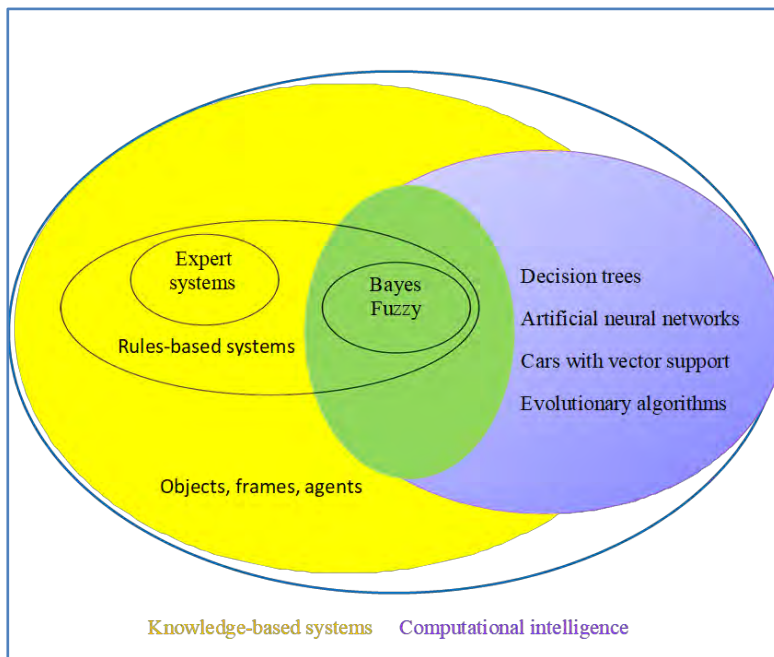 Expert
systems
Rules-based systems
Bayes
Fuzzy
Decision trees
Artificial neural networks
Cars with vector support
Evolutionary algorithms
Objects, frames, agents
Knowledge-based systems
Computational intelligence